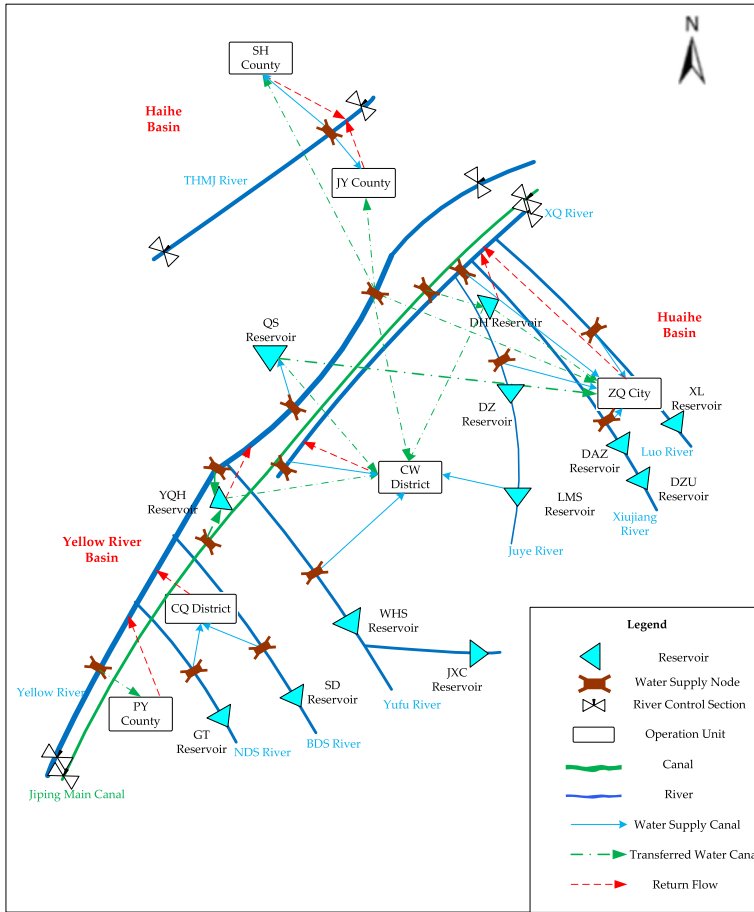 N
SH
County
Haihe
Basin
THMJ River
JY County
XQ River
QS
Reservoir
DH Reservoir
Huaihe
Basin
ZQ City
XL
Reservoir
DZ
Reservoir
DAZ
Reservoir
Luo River
CW
District
YQH
Reservoir
LMS
Reservoir
DZU
Reservoir
Xiujiang
River
Yellow River
Basin
Juye River
CQ District
WHS
Reservoir
JXC
Reservoir
SD
Reservoir
Yufu River
Yellow River
PY
County
GT
Reservoir
NDS River
BDS River
Jiping Main Canal
Legend
Reservoir
Water Supply Node
River Control Section
Operation Unit
Canal
River
Water Supply Canal
Transferred Water Cana
Return Flow